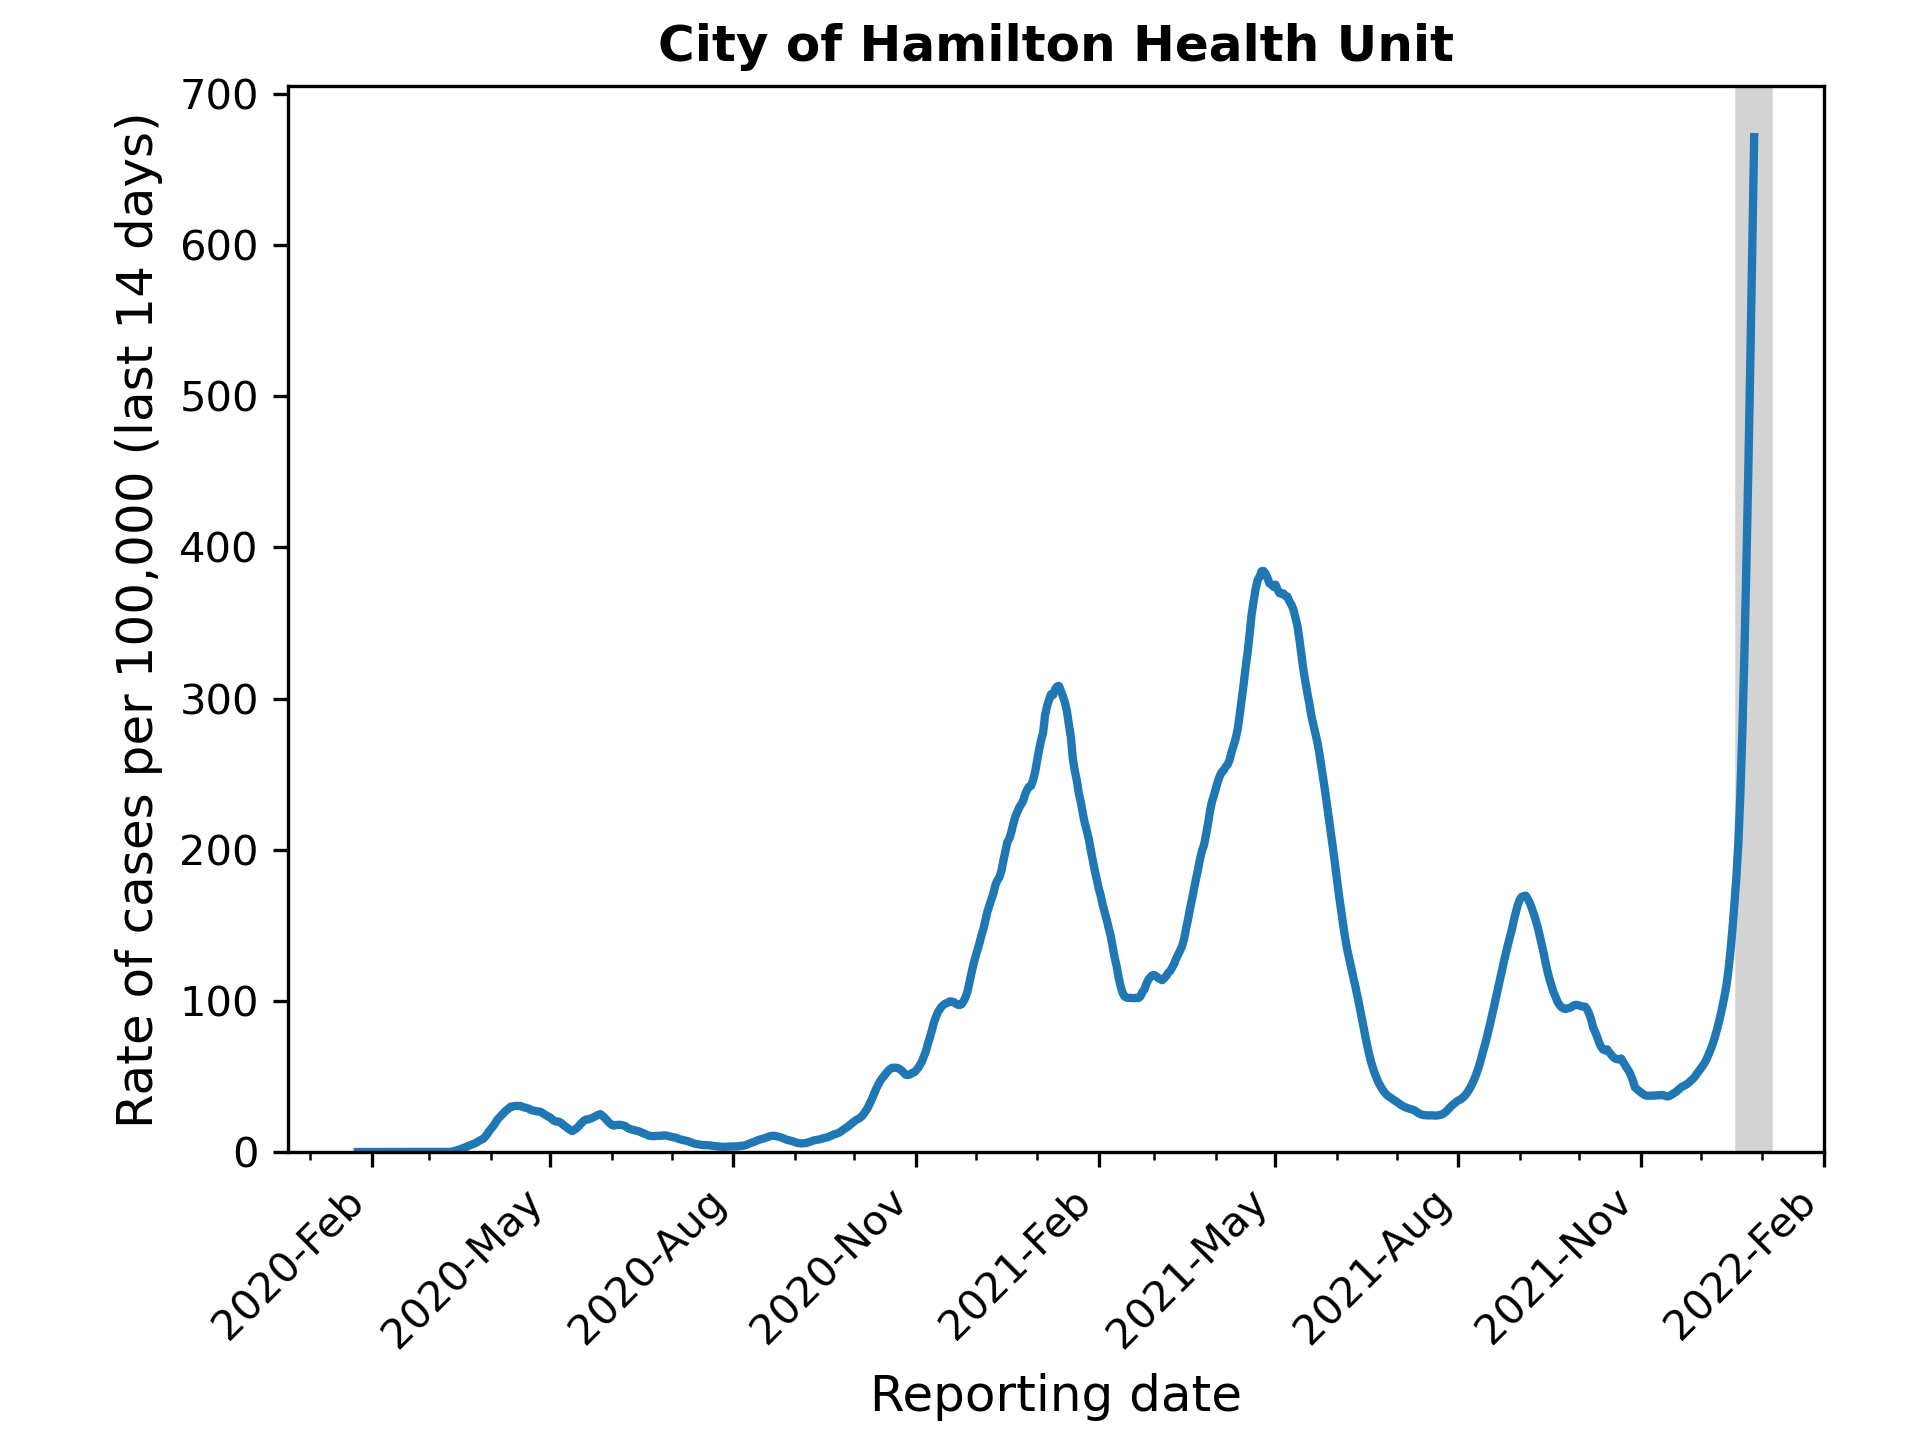 City of Hamilton Health Unit
Rate of cases per 100,000 (last 14 days)
700
600
500
400
300
200
100
0
2020-Feb
2020-May
2020-Aug
2020-Nov
2021-Feb
2021-May
2021-Aug
2021-Nov
2022-Feb
Reporting date